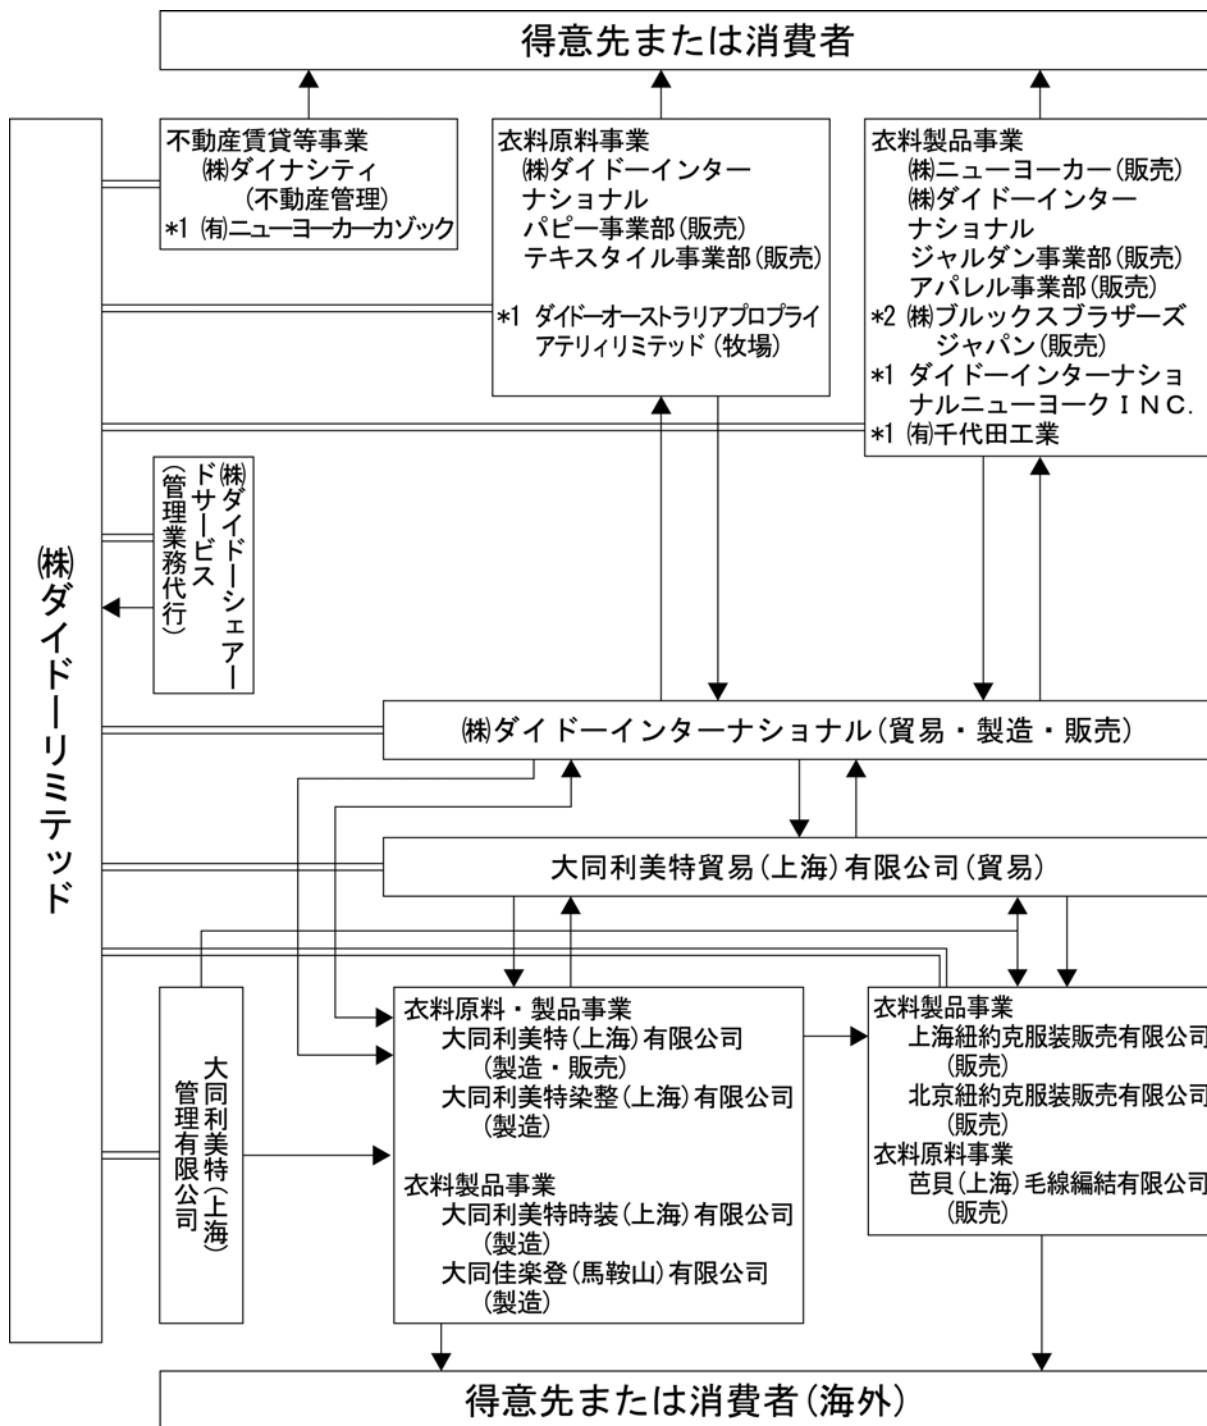 得意先または消費者
不動産賃貸等事業
㈱ダイナシティ
(不動産管理)
*1 ㈲ニューヨーカーカゾック
衣料原料事業
㈱ダイドーインター
ナショナル
パピー事業部(販売)
テキスタイル事業部(販売)
*1 ダイドーオーストラリアプロプライ
アテリィリミテッド(牧場)
衣料製品事業
㈱ニューヨーカー(販売)
㈱ダイドーインター
ナショナル
ジャルダン事業部(販売)
アパレル事業部(販売)
*2 ㈱ブルックスブラザーズ
ジャパン(販売)
*1 ダイドーインターナショ
ナルニューヨークＩＮＣ.
*1 ㈲千代田工業
㈱ダイドーリミテッド
㈱ダイドーシェアー
ドサービス
(管理業務代行)
㈱ダイドーインターナショナル(貿易・製造・販売)
大同利美特貿易(上海)有限公司(貿易)
大同利美特(上海)
管理有限公司
衣料原料・製品事業
大同利美特(上海)有限公司
(製造・販売)
大同利美特染整(上海)有限公司
(製造)
衣料製品事業
大同利美特時装(上海)有限公司
(製造)
大同佳楽登(馬鞍山)有限公司
(製造)
衣料製品事業
上海紐約克服装販売有限公司
(販売)
北京紐約克服装販売有限公司
(販売)
衣料原料事業
芭貝(上海)毛線編結有限公司
(販売)
得意先または消費者(海外)